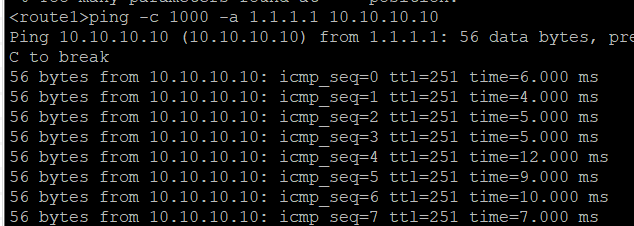 <route1>ping -c 1000 -a 1.1.1.1 10.10.10.10
Ping 10.10.10.10 (10.10.10.10) from 1.1.1.1: 56 data bytes, pre
C to break
56 bytes from 10.10.10.10: icmp_seq=0 ttl=251 time=6.000 ms
56 bytes from 10.10.10.10: icmp_seq=1 ttl=251 time=4.000 ms
56 bytes from 10.10.10.10: icmp_seq=2 ttl=251 time=5.000 ms
56 bytes from 10.10.10.10: icmp_seq=3 ttl=251 time=5.000 ms
56 bytes from 10.10.10.10: icmp_seq=4 ttl=251 time=12.000 ms
56 bytes from 10.10.10.10: icmp_seq=5 ttl=251 time=9.000 ms
56 bytes from 10.10.10.10: icmp_seq=6 ttl=251 time=10.000 ms
56 bytes from 10.10.10.10: icmp_seq=7 ttl=251 time=7.000 ms